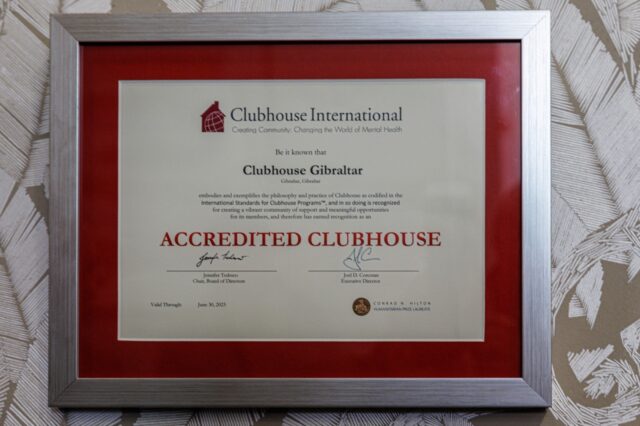 Clubhouse International
Creating Community: Changing the World of Mental Health
Be it known that
Clubhouse Gibraltar
Gibraltar, Gibraltar
embodies and exemplifies the philosophy and practice of Clubhouse as codified in the
International Standards for Clubhouse Programs™, and in so doing is recognized
for creating a vibrant community of support and meaningful opportunities
for its members, and therefore has earned recognition as an
ACCREDITED CLUBHOUSE
Jennifer Tedesco
Chair, Board of Directors
Joel D. Corcoran
Executive Director
Valid Through: June 30, 2025
CONRAD N. HILTON
HUMANITARIAN PRIZE LAUREATE